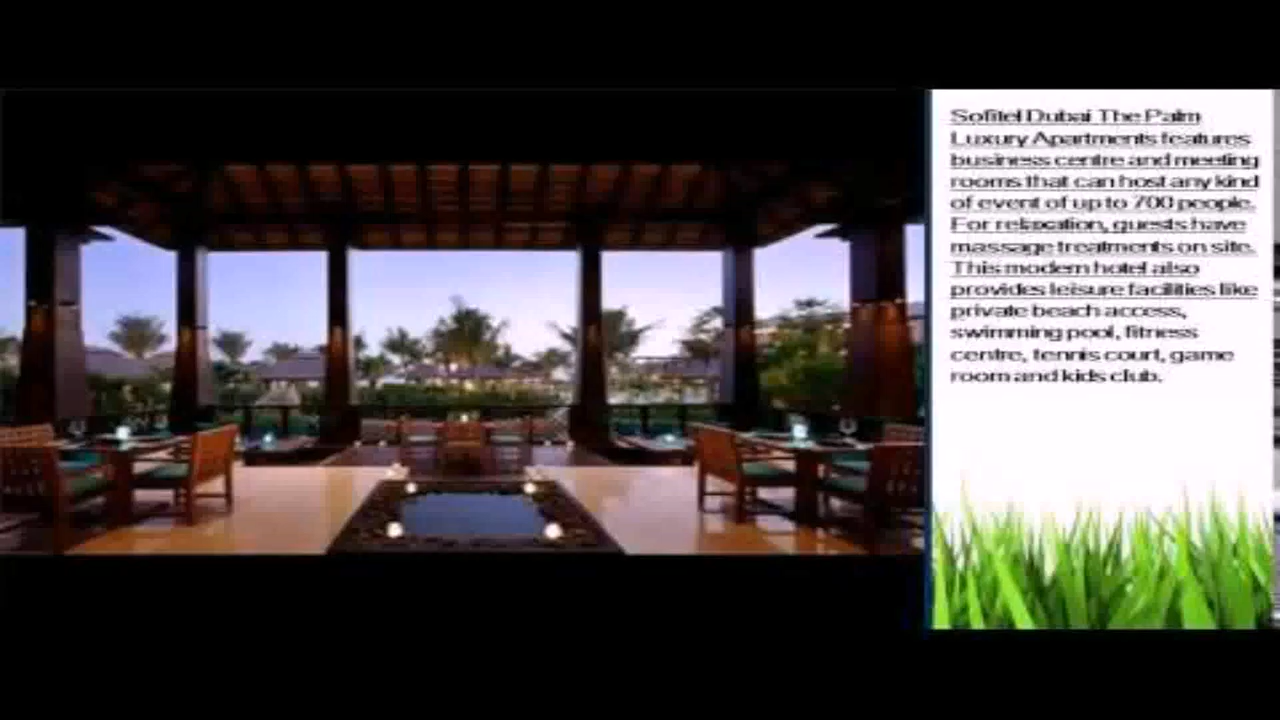 Sofitel Dubai The Palm
Luxury Apartments features
business centre and meeting
rooms that can host any kind
of event of up to 700 people.
For relaxation, guests have
massage treatments on site.
This modern hotel also
provides leisure facilities like
private beach access,
swimming pool, fitness
centre, tennis court, game
room and kids club.